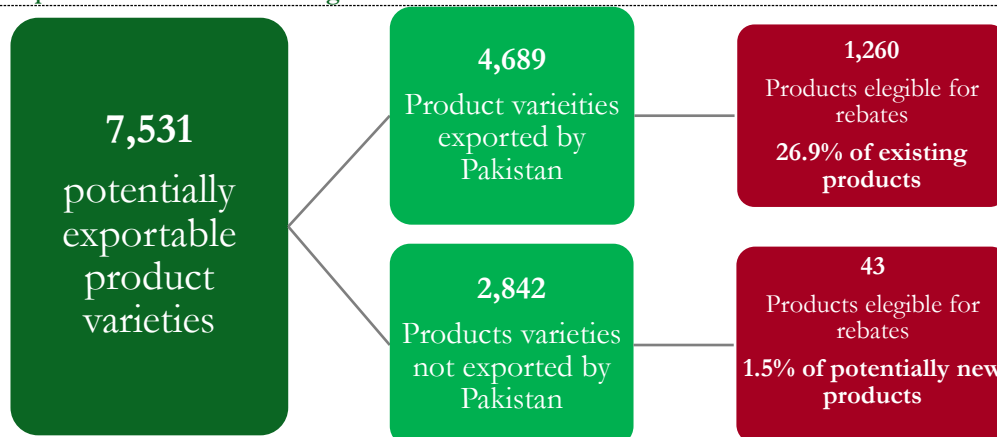 7,531
potentially
exportable
product
varieties
4,689
Product varieities
exported by
Pakistan
2,842
Products varieties
not exported by
Pakistan
1,260
Products elegible for
rebates
26.9% of existing
products
43
Products elegible for
rebates
1.5% of potentially new
products